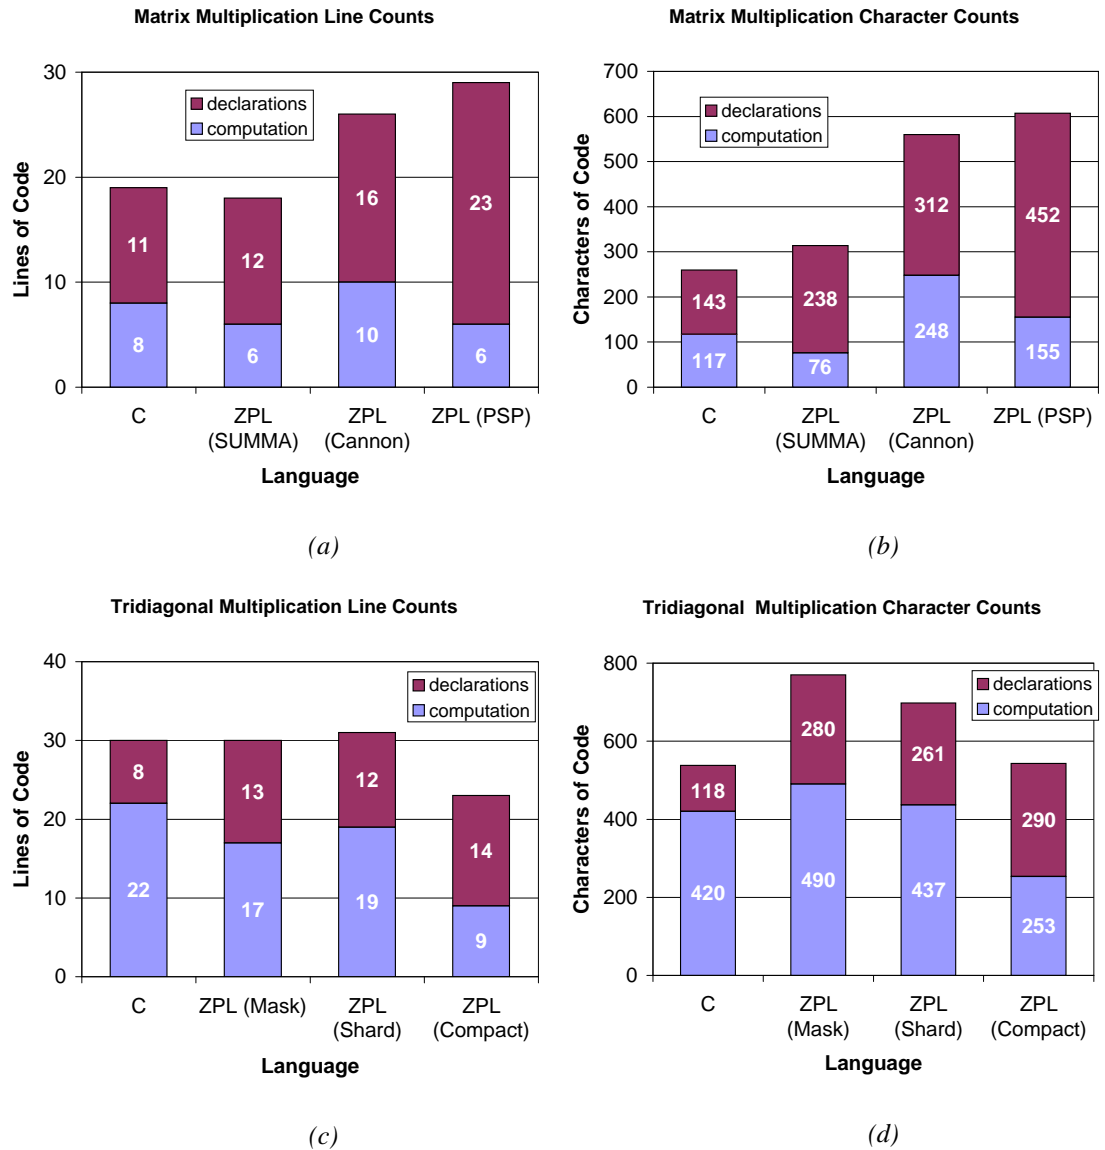 Matrix Multiplication Line Counts
30
20
10
0
Lines of Code
declarations
computation
11
8
12
6
16
10
23
6
C
ZPL
(SUMMA)
ZPL
(Cannon)
ZPL (PSP)
Language
(a)
Matrix Multiplication Character Counts
700
600
500
400
300
200
100
0
Characters of Code
declarations
computation
143
117
238
76
312
248
452
155
C
ZPL
(SUMMA)
ZPL
(Cannon)
ZPL (PSP)
Language
(b)
Tridiagonal Multiplication Line Counts
40
30
20
10
0
Lines of Code
declarations
computation
8
22
13
17
12
19
14
9
C
ZPL (Mask)
ZPL
(Shard)
ZPL
(Compact)
Language
(c)
Tridiagonal Multiplication Character Counts
800
600
400
200
0
Characters of Code
declarations
computation
118
420
280
490
261
437
290
253
C
ZPL
(Mask)
ZPL
(Shard)
ZPL
(Compact)
Language
(d)